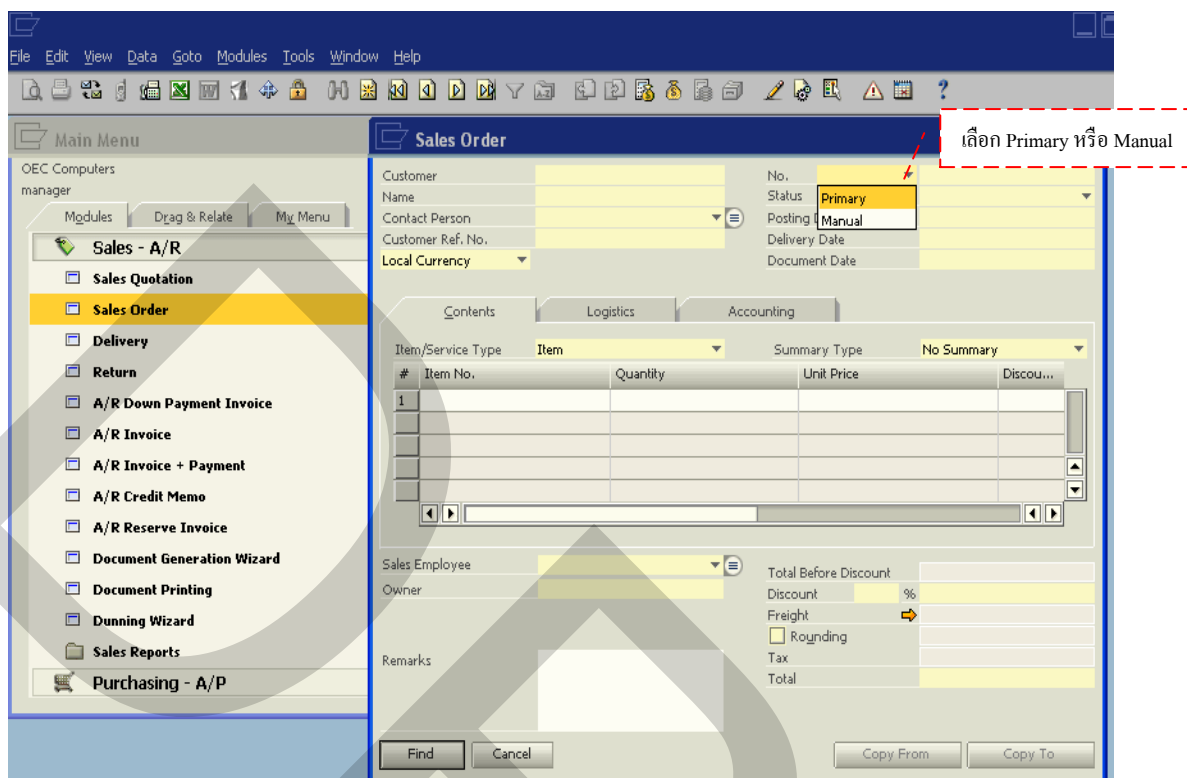 File Edit View Data Goto Modules Tools Window Help
เลือก Primary หรือ Manual
Main Menu
OEC Computers
manager
Modules Drag & Relate My Menu
Sales - A/R
Sales Quotation
Sales Order
Delivery
Return
A/R Down Payment Invoice
A/R Invoice
A/R Invoice + Payment
A/R Credit Memo
A/R Reserve Invoice
Document Generation Wizard
Document Printing
Dunning Wizard
Sales Reports
Purchasing - A/P
Sales Order
Customer
Name
Contact Person
Customer Ref. No.
Local Currency
No.
Status
Primary
Manual
Posting D
Delivery Date
Document Date
Contents Logistics Accounting
Item/Service Type Item Summary Type No Summary
# Item No. Quantity Unit Price Discou...
1
Sales Employee
Owner
Remarks
Total Before Discount
Discount %
Freight
Rounding
Tax
Total
Find Cancel Copy From Copy To